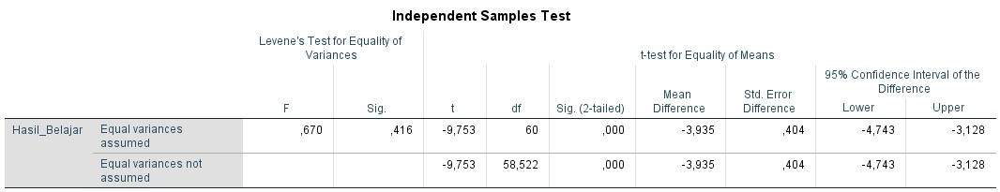 Independent Samples Test
Levene's Test for Equality of
Variances
t-test for Equality of Means
95% Confidence Interval of the
Difference
F Sig. t df Sig. (2-tailed) Mean Difference Std. Error Difference Lower Upper
Hasil_Belajar Equal variances assumed ,670 ,416 -9,753 60 ,000 -3,935 ,404 -4,743 -3,128
Equal variances not assumed -9,753 58,522 ,000 -3,935 ,404 -4,743 -3,128